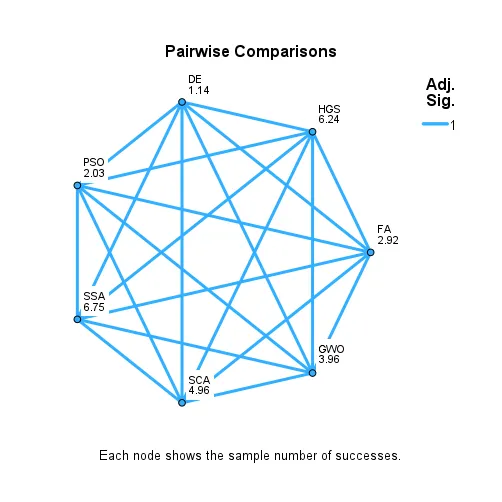 Pairwise Comparisons
Adj.
Sig.
1
DE
1.14
HGS
6.24
PSO
2.03
FA
2.92
SSA
6.75
GWO
3.96
SCA
4.96
Each node shows the sample number of successes.